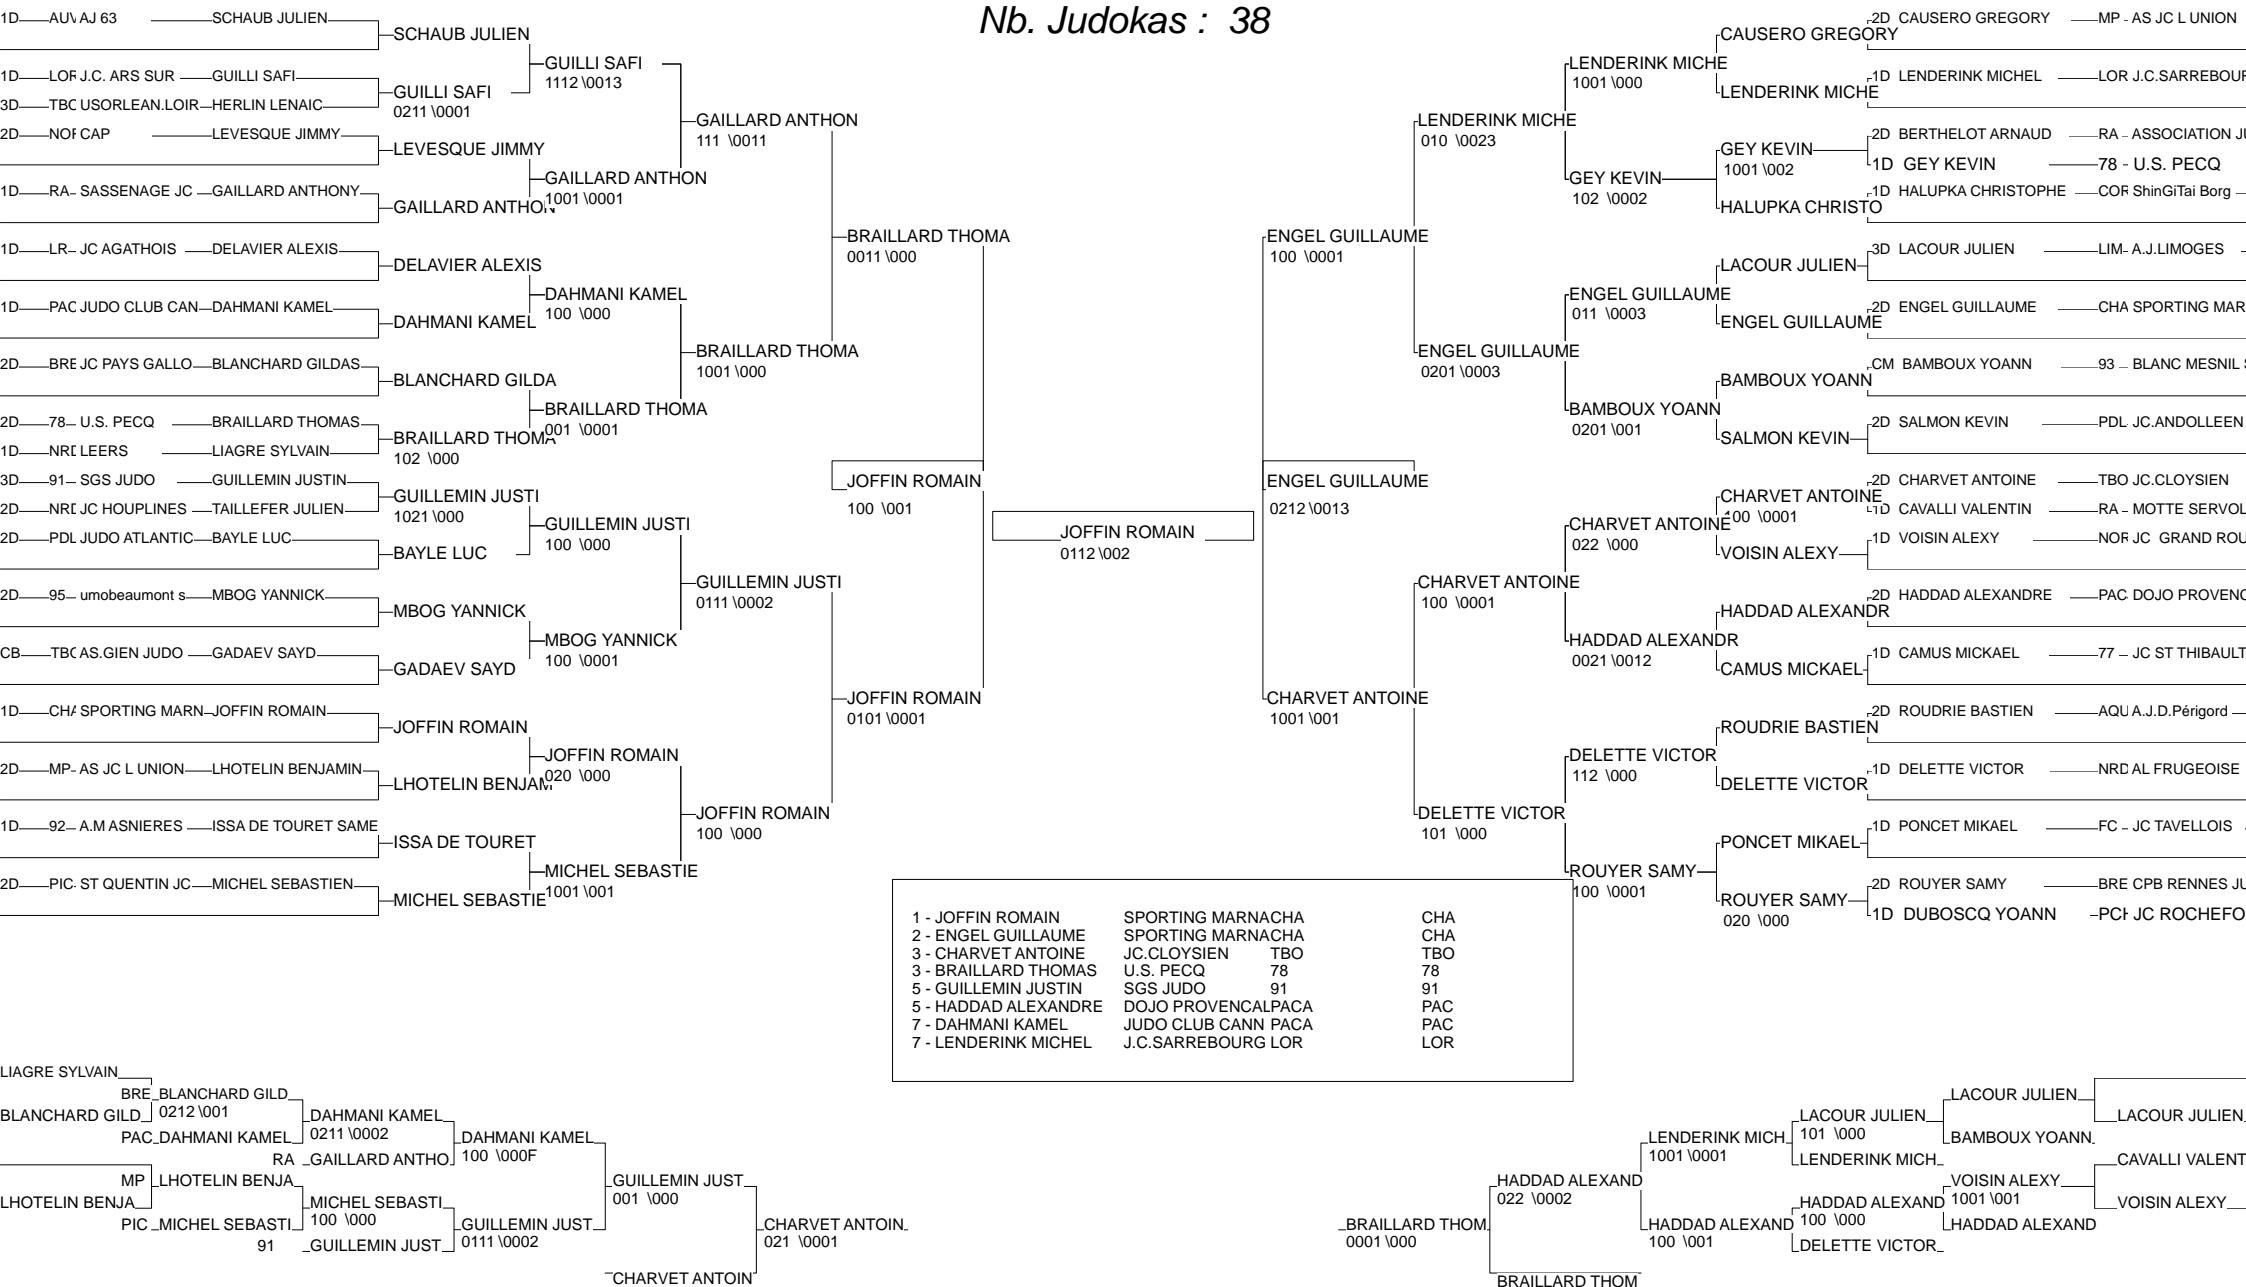 Nb. Judokas : 38
1D AUV AJ 63 SCHAUB JULIEN
1D LOR J.C. ARS SUR GUILLI SAFI
3D TBO USORLEAN.LOIR HERLIN LENAIC
2D NOR CAP LEVESQUE JIMMY
1D RA SASSENAGE JC GAILLARD ANTHONY
1D LR JC AGATHOIS DELAVIER ALEXIS
1D PAC JUDO CLUB CAN DAHMANI KAMEL
2D BRE JC PAYS GALLO BLANCHARD GILDAS
2D 78 U.S. PECQ BRAILLARD THOMAS
1D NRD LEERS LIAGRE SYLVAIN
3D 91 SGS JUDO GUILLEMIN JUSTIN
2D NRD JC HOUPLINES TAILLEFER JULIEN
2D PDL JUDO ATLANTIC BAYLE LUC
2D 95 umobeaumont s MBOG YANNICK
CB TBO AS.GIEN JUDO GADAEV SAYD
1D CHA SPORTING MARN JOFFIN ROMAIN
2D MP AS JC L UNION LHOTELIN BENJAMIN
1D 92 A.M ASNIERES ISSA DE TOURET SAME
2D PIC ST QUENTIN JC MICHEL SEBASTIEN
SCHAUB JULIEN
GUILLI SAFI
0211 \0001
LEVESQUE JIMMY
GAILLARD ANTHON
DELAVIER ALEXIS
DAHMANI KAMEL
BLANCHARD GILDA
BRAILLARD THOMA
102 \000
GUILLEMIN JUSTI
1021 \000
BAYLE LUC
MBOG YANNICK
GADAEV SAYD
JOFFIN ROMAIN
LHOTELIN BENJAM
ISSA DE TOURET
MICHEL SEBASTIE
GUILLI SAFI
1112 \0013
GAILLARD ANTHON
1001 \0001
DAHMANI KAMEL
100 \000
BRAILLARD THOMA
001 \0001
GUILLEMIN JUSTI
100 \000
MBOG YANNICK
100 \0001
JOFFIN ROMAIN
020 \000
MICHEL SEBASTIE
1001 \001
GAILLARD ANTHON
111 \0011
BRAILLARD THOMA
1001 \000
GUILLEMIN JUSTI
0111 \0002
JOFFIN ROMAIN
100 \000
BRAILLARD THOMA
0011 \000
JOFFIN ROMAIN
0101 \0001
JOFFIN ROMAIN
100 \001
JOFFIN ROMAIN
0112 \002
ENGEL GUILLAUME
0212 \0013
ENGEL GUILLAUME
100 \0001
CHARVET ANTOINE
1001 \001
LENDERINK MICHE
010 \0023
ENGEL GUILLAUME
0201 \0003
CHARVET ANTOINE
100 \0001
DELETTE VICTOR
101 \000
LENDERINK MICHE
1001 \000
GEY KEVIN
102 \0002
ENGEL GUILLAUME
011 \0003
BAMBOUX YOANN
0201 \001
CHARVET ANTOINE
022 \000
HADDAD ALEXANDR
0021 \0012
DELETTE VICTOR
112 \000
ROUYER SAMY
100 \0001
CAUSERO GREGORY
LENDERINK MICHE
GEY KEVIN
1001 \002
HALUPKA CHRISTO
LACOUR JULIEN
ENGEL GUILLAUME
BAMBOUX YOANN
SALMON KEVIN
CHARVET ANTOINE
100 \0001
VOISIN ALEXY
HADDAD ALEXANDR
CAMUS MICKAEL
ROUDRIE BASTIEN
DELETTE VICTOR
PONCET MIKAEL
ROUYER SAMY
020 \000
2D CAUSERO GREGORY MP - AS JC L UNION
1D LENDERINK MICHEL LOR J.C.SARREBOUR
2D BERTHELOT ARNAUD RA - ASSOCIATION JU
1D GEY KEVIN 78 - U.S. PECQ
1D HALUPKA CHRISTOPHE COR ShinGiTai Borg
3D LACOUR JULIEN LIM- A.J.LIMOGES
2D ENGEL GUILLAUME CHA SPORTING MAR
CM BAMBOUX YOANN 93 - BLANC MESNIL S
2D SALMON KEVIN PDL JC.ANDOLLEEN
2D CHARVET ANTOINE TBO JC.CLOYSIEN
1D CAVALLI VALENTIN RA - MOTTE SERVOL
1D VOISIN ALEXY NOR JC GRAND ROU
2D HADDAD ALEXANDRE PAC DOJO PROVENC
1D CAMUS MICKAEL 77 - JC ST THIBAULT
2D ROUDRIE BASTIEN AQU A.J.D.Périgord
1D DELETTE VICTOR NRD AL FRUGEOISE
1D PONCET MIKAEL FC - JC TAVELLOIS
2D ROUYER SAMY BRE CPB RENNES JU
1D DUBOSCQ YOANN PCH JC ROCHEFO
1 - JOFFIN ROMAIN SPORTING MARNACHA CHA
2 - ENGEL GUILLAUME SPORTING MARNACHA CHA
3 - CHARVET ANTOINE JC.CLOYSIEN TBO TBO
3 - BRAILLARD THOMAS U.S. PECQ 78 78
5 - GUILLEMIN JUSTIN SGS JUDO 91 91
5 - HADDAD ALEXANDRE DOJO PROVENCALPACA PAC
7 - DAHMANI KAMEL JUDO CLUB CANN PACA PAC
7 - LENDERINK MICHEL J.C.SARREBOURG LOR LOR
LIAGRE SYLVAIN
BLANCHARD GILD
LHOTELIN BENJA
BRE BLANCHARD GILD
0212 \001
PAC DAHMANI KAMEL
MP LHOTELIN BENJA
PIC MICHEL SEBASTI
DAHMANI KAMEL
0211 \0002
RA GAILLARD ANTHO
MICHEL SEBASTI
100 \000
91 GUILLEMIN JUST
DAHMANI KAMEL
100 \000F
GUILLEMIN JUST
0111 \0002
GUILLEMIN JUST
001 \000
CHARVET ANTOIN
CHARVET ANTOIN
021 \0001
BRAILLARD THOM
0001 \000
HADDAD ALEXAND
022 \0002
BRAILLARD THOM
LENDERINK MICH
1001 \0001
HADDAD ALEXAND
100 \001
LACOUR JULIEN
101 \000
LENDERINK MICH
HADDAD ALEXAND
100 \000
DELETTE VICTOR
LACOUR JULIEN
BAMBOUX YOANN
VOISIN ALEXY
1001 \001
HADDAD ALEXAND
LACOUR JULIEN
CAVALLI VALENT
VOISIN ALEXY